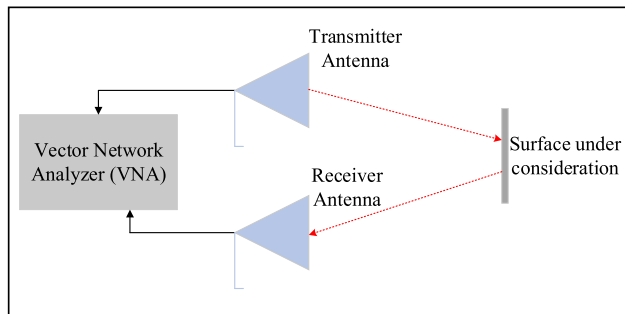 Transmitter
Antenna
Vector Network
Analyzer (VNA)
Surface under
consideration
Receiver
Antenna